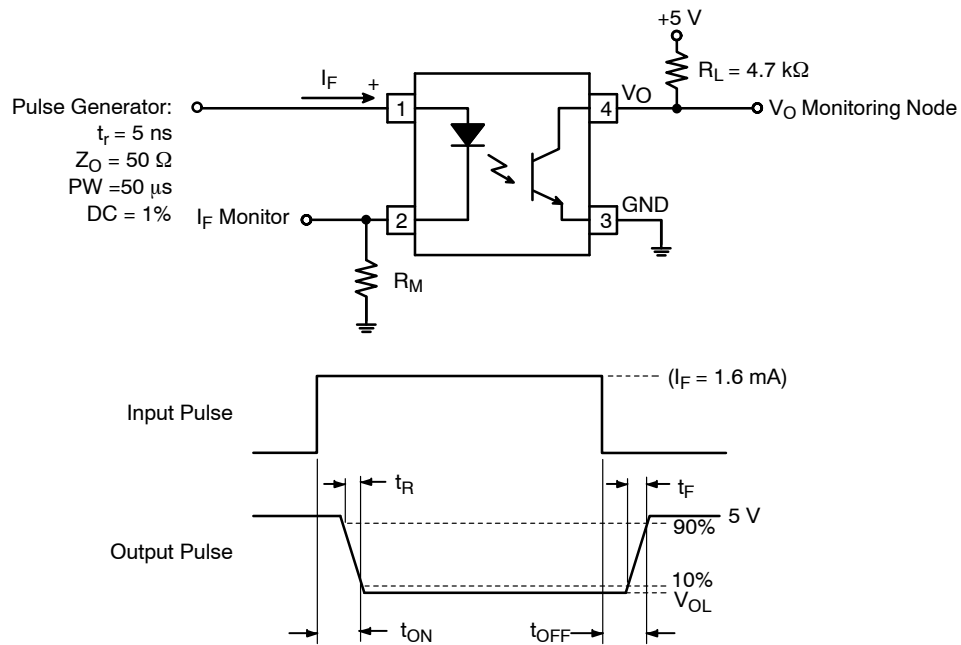 +5 V
R_L = 4.7 kΩ
I_F +
Pulse Generator:
t_r = 5 ns
Z_O = 50 Ω
PW =50 μs
DC = 1%
1
4
V_O
V_O Monitoring Node
I_F Monitor
2
3
GND
R_M
Input Pulse
(I_F = 1.6 mA)
t_R
t_F
5 V
90%
Output Pulse
10%
V_OL
t_ON
t_OFF